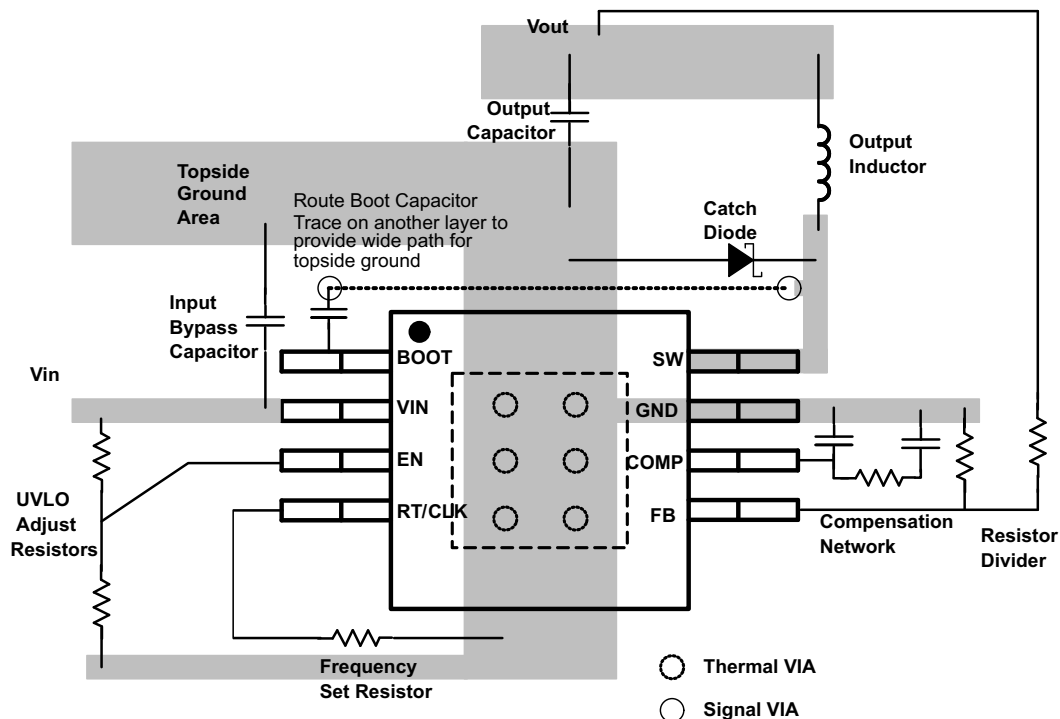 Vout
Output
Capacitor
Output
Inductor
Topside
Ground
Area
Route Boot Capacitor
Trace on another layer to
provide wide path for
topside ground
Catch
Diode
Input
Bypass
Capacitor
Vin
BOOT
SW
VIN
GND
EN
COMP
RT/CLK
FB
UVLO
Adjust
Resistors
Compensation
Network
Resistor
Divider
Frequency
Set Resistor
Thermal VIA
Signal VIA